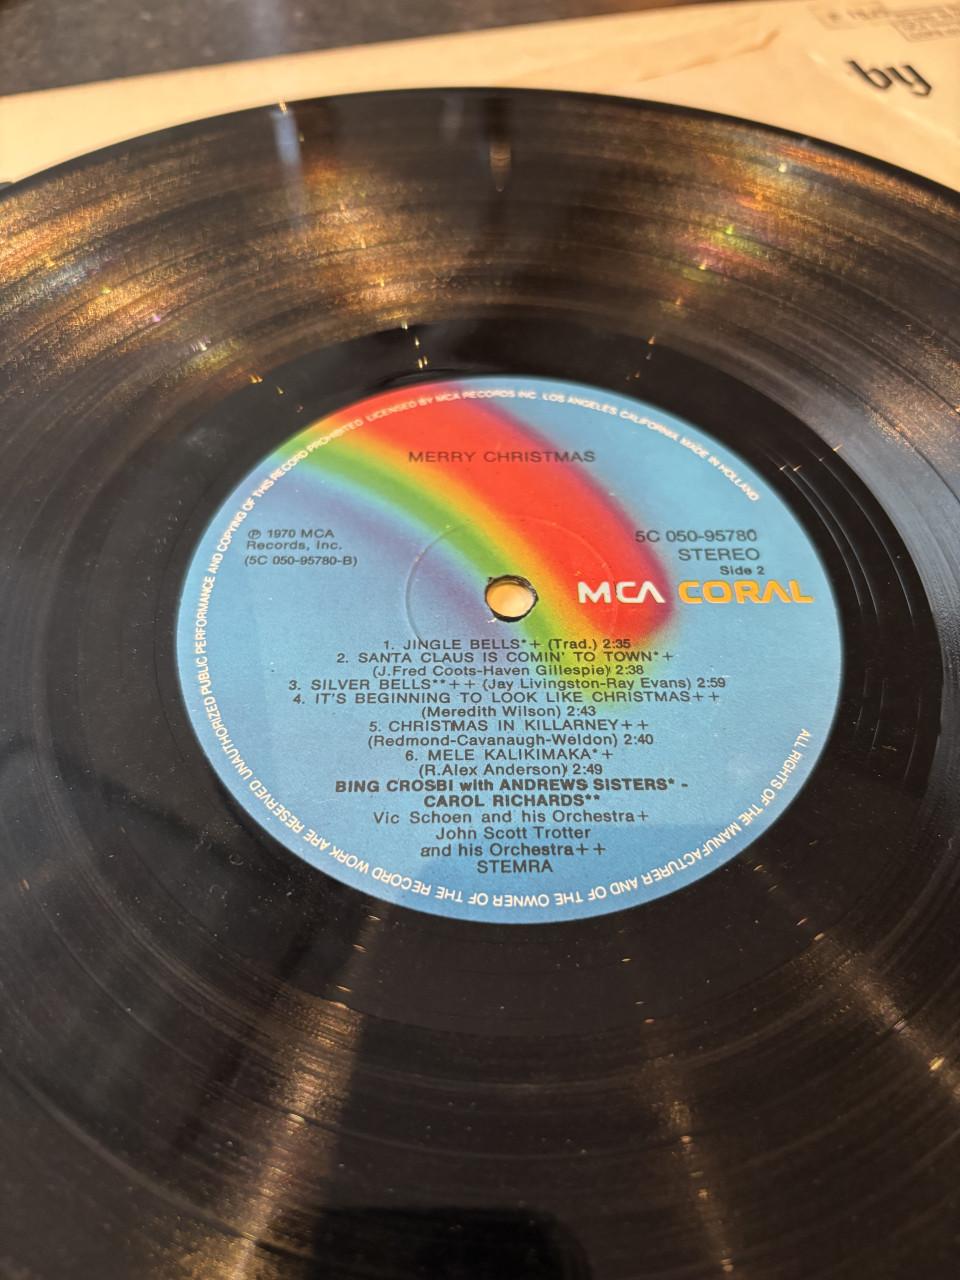 by
UNAUTHORIZED PUBLIC PERFORMANCE AND COPYING OF THIS RECORD PROHIBITED LICENSED BY MCA RECORDS INC. LOS ANGELES, CALIFORNIA, MADE IN HOLLAND
MERRY CHRISTMAS
℗ 1970 MCA
Records, Inc.
(5C 050-95780-B)
5C 050-95780
STEREO
Side 2
MCA CORAL
1. JINGLE BELLS*+ (Trad.) 2:35
2. SANTA CLAUS IS COMIN' TO TOWN*+
(J.Fred Coots-Haven Gillespie) 2:38
3. SILVER BELLS**++ (Jay Livingston-Ray Evans) 2:59
4. IT'S BEGINNING TO LOOK LIKE CHRISTMAS++
(Meredith Wilson) 2:43
5. CHRISTMAS IN KILLARNEY++
(Redmond-Cavanaugh-Weldon) 2:40
6. MELE KALIKIMAKA*+
(R.Alex Anderson) 2:49
BING CROSBI with ANDREWS SISTERS* -
CAROL RICHARDS**
Vic Schoen and his Orchestra+
John Scott Trotter
and his Orchestra++
STEMRA
ALL RIGHTS OF THE MANUFACTURER AND OF THE OWNER OF THE RECORD WORK ARE RESERVED.